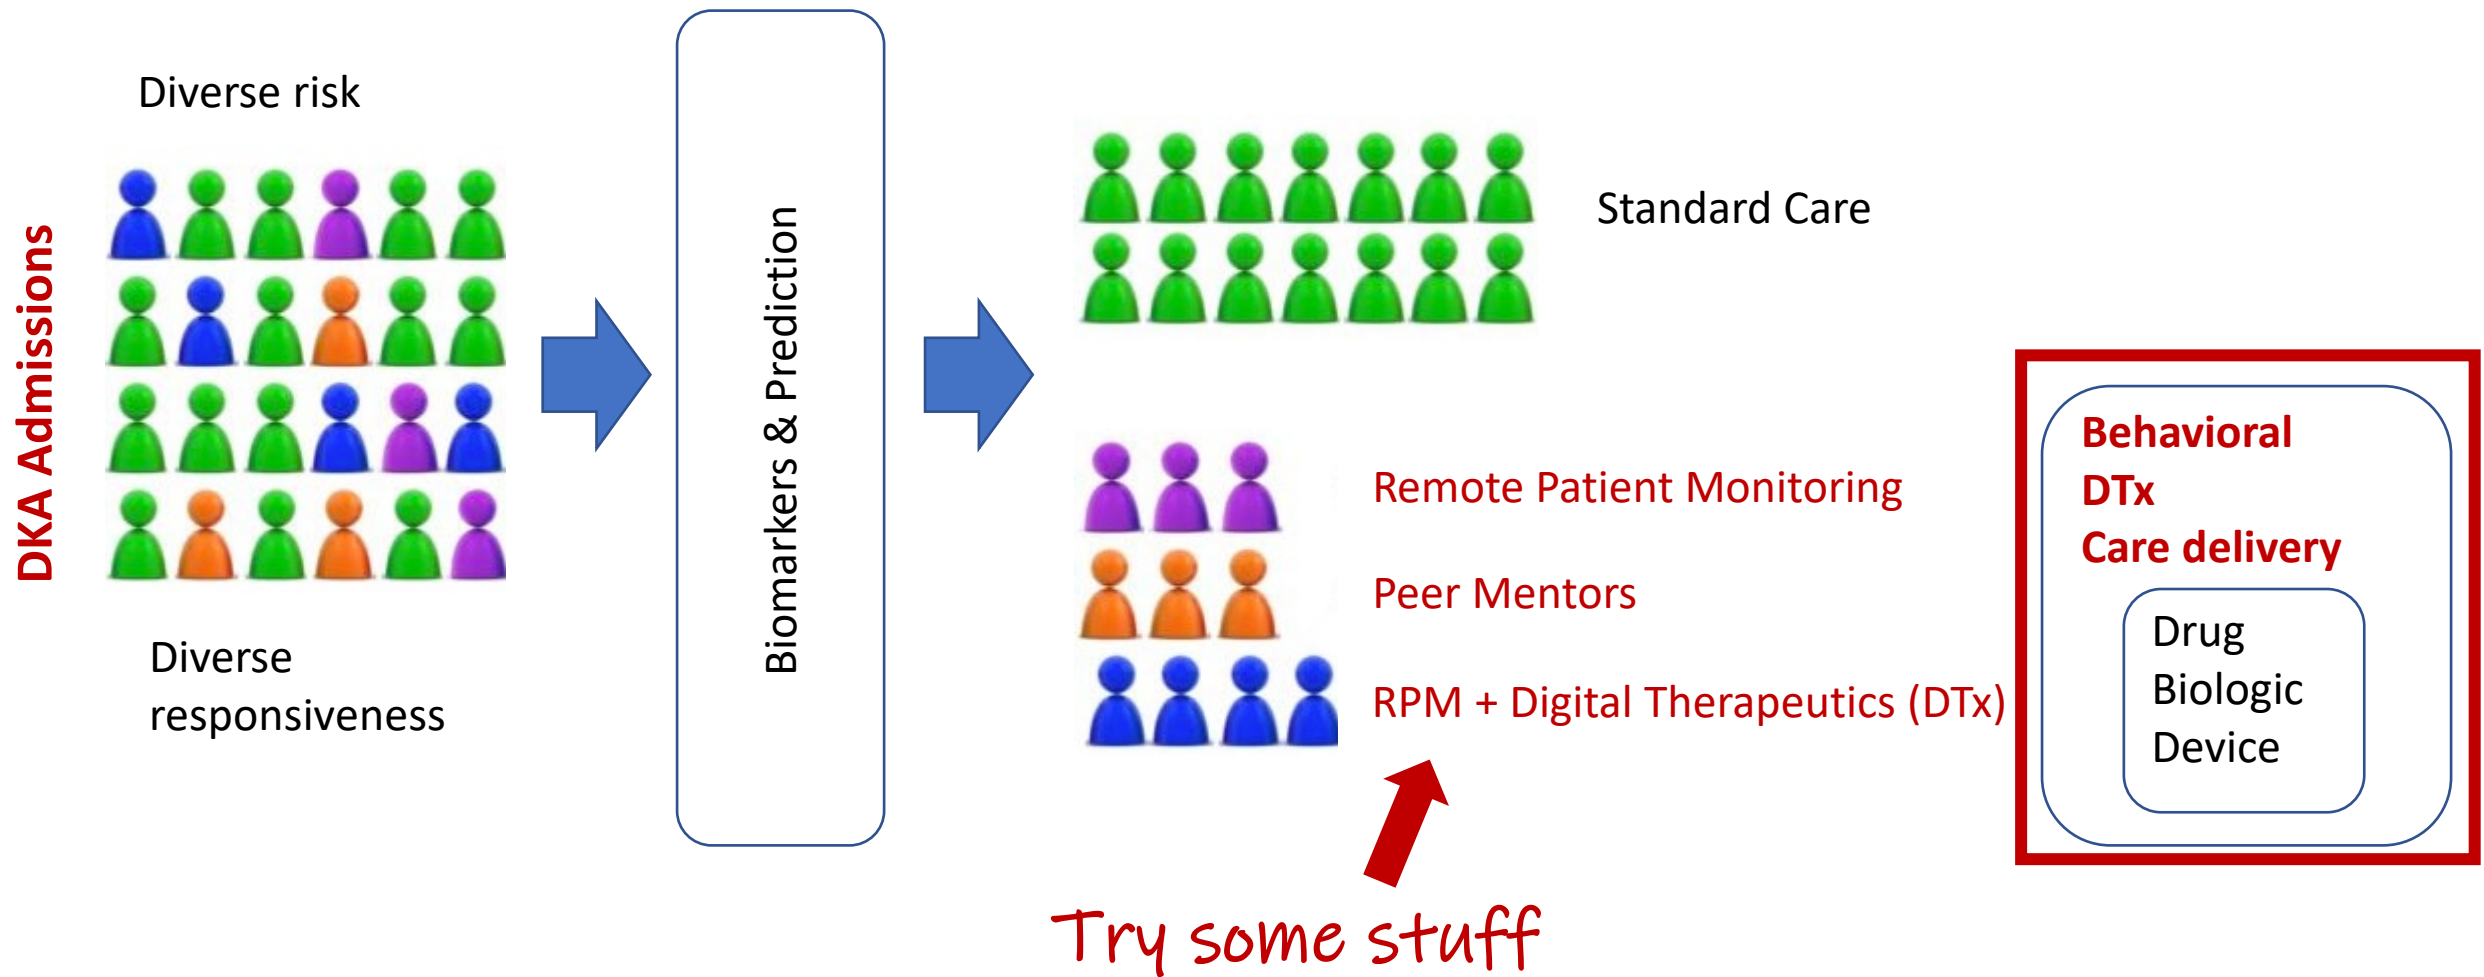 DKA Admissions
Diverse risk
Diverse
responsiveness
Biomarkers & Prediction
Standard Care
Remote Patient Monitoring
Peer Mentors
RPM + Digital Therapeutics (DTx)
Try some stuff
Behavioral
DTx
Care delivery
Drug
Biologic
Device